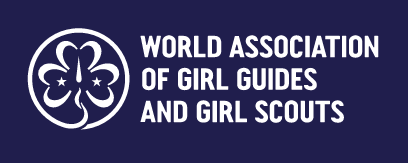 WORLD ASSOCIATION
OF GIRL GUIDES
AND GIRL SCOUTS